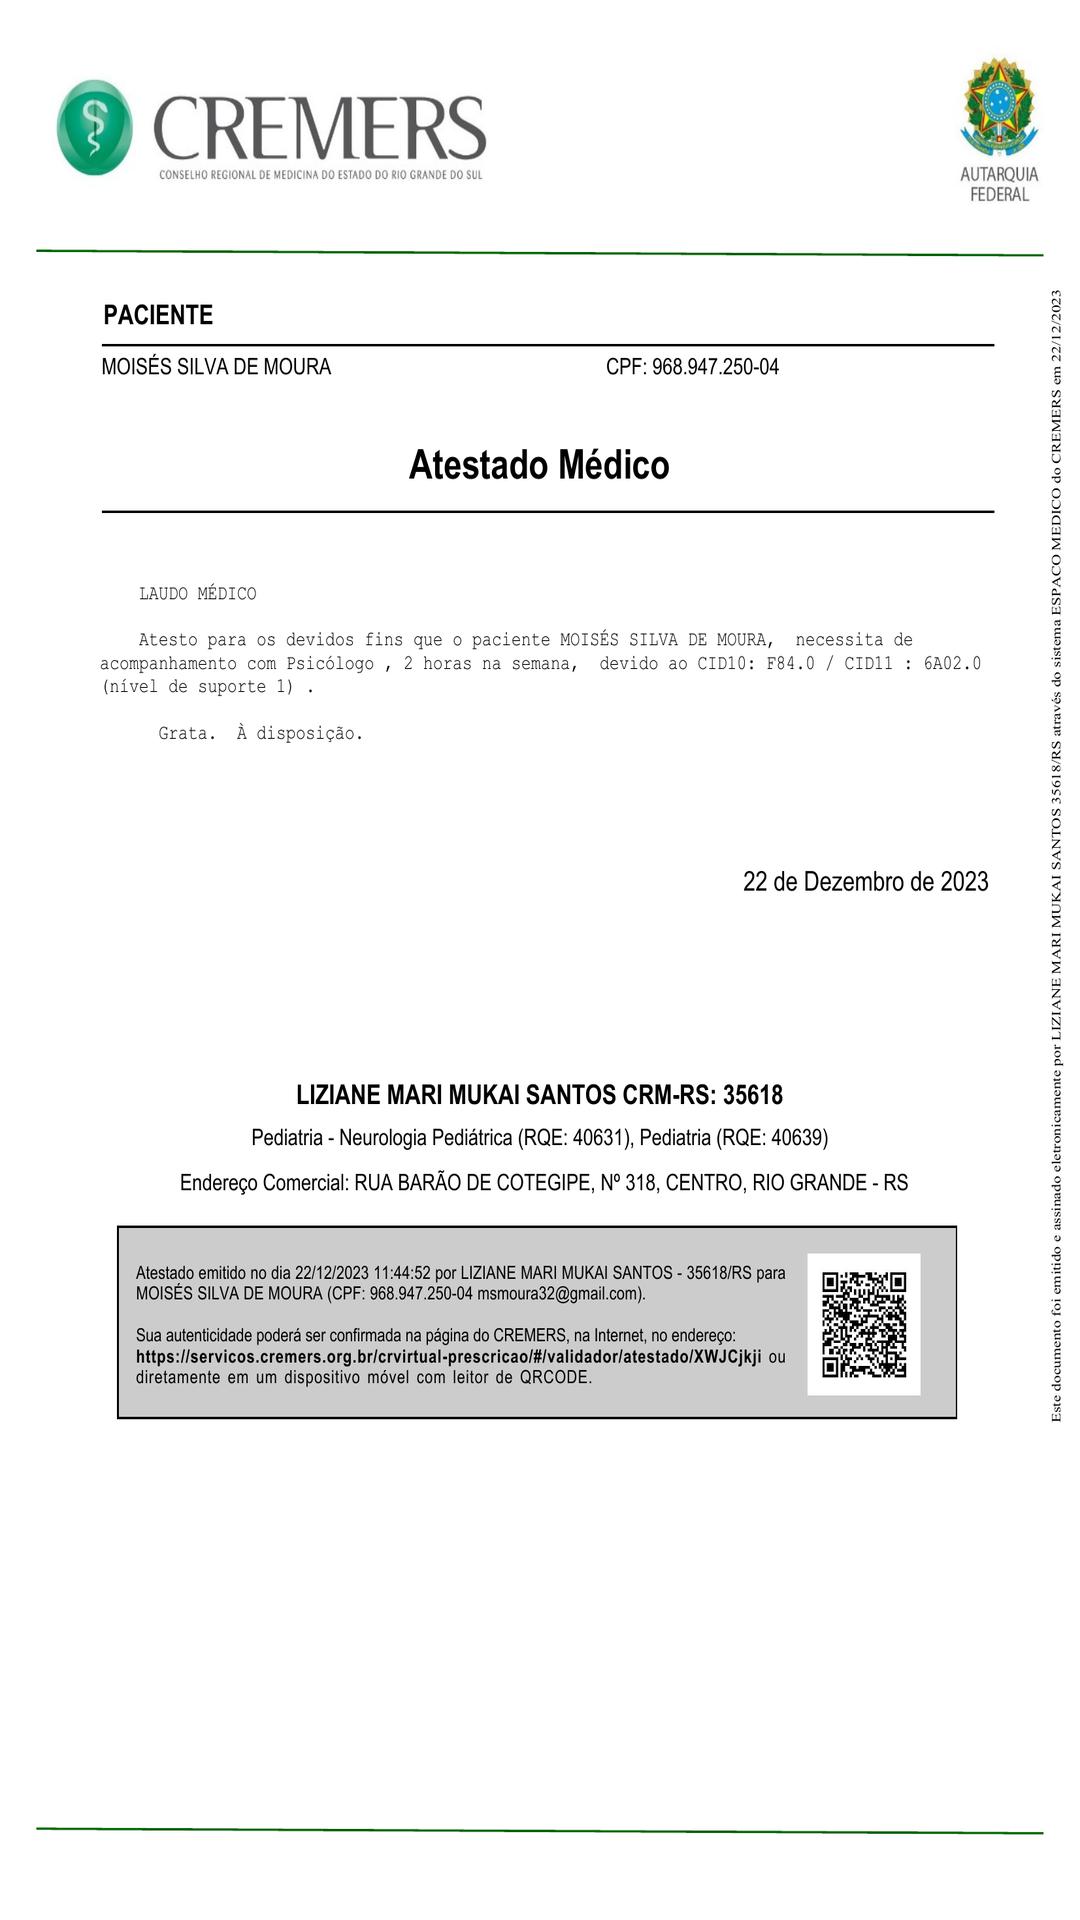 CREMERS
CONSELHO REGIONAL DE MEDICINA DO ESTADO DO RIO GRANDE DO SUL
AUTARQUIA
FEDERAL
PACIENTE
MOISÉS SILVA DE MOURA CPF: 968.947.250-04
Atestado Médico
LAUDO MÉDICO
Atesto para os devidos fins que o paciente MOISÉS SILVA DE MOURA, necessita de
acompanhamento com Psicólogo , 2 horas na semana, devido ao CID10: F84.0 / CID11 : 6A02.0
(nível de suporte 1) .
Grata. À disposição.
22 de Dezembro de 2023
LIZIANE MARI MUKAI SANTOS CRM-RS: 35618
Pediatria - Neurologia Pediátrica (RQE: 40631), Pediatria (RQE: 40639)
Endereço Comercial: RUA BARÃO DE COTEGIPE, Nº 318, CENTRO, RIO GRANDE - RS
Atestado emitido no dia 22/12/2023 11:44:52 por LIZIANE MARI MUKAI SANTOS - 35618/RS para
MOISÉS SILVA DE MOURA (CPF: 968.947.250-04 msmoura32@gmail.com).
Sua autenticidade poderá ser confirmada na página do CREMERS, na Internet, no endereço:
https://servicos.cremers.org.br/crvirtual-prescricao/#/validador/atestado/XWJCjkji ou
diretamente em um dispositivo móvel com leitor de QRCODE.
Este documento foi emitido e assinado eletronicamente por LIZIANE MARI MUKAI SANTOS 35618/RS através do sistema ESPACO MEDICO do CREMERS em 22/12/2023